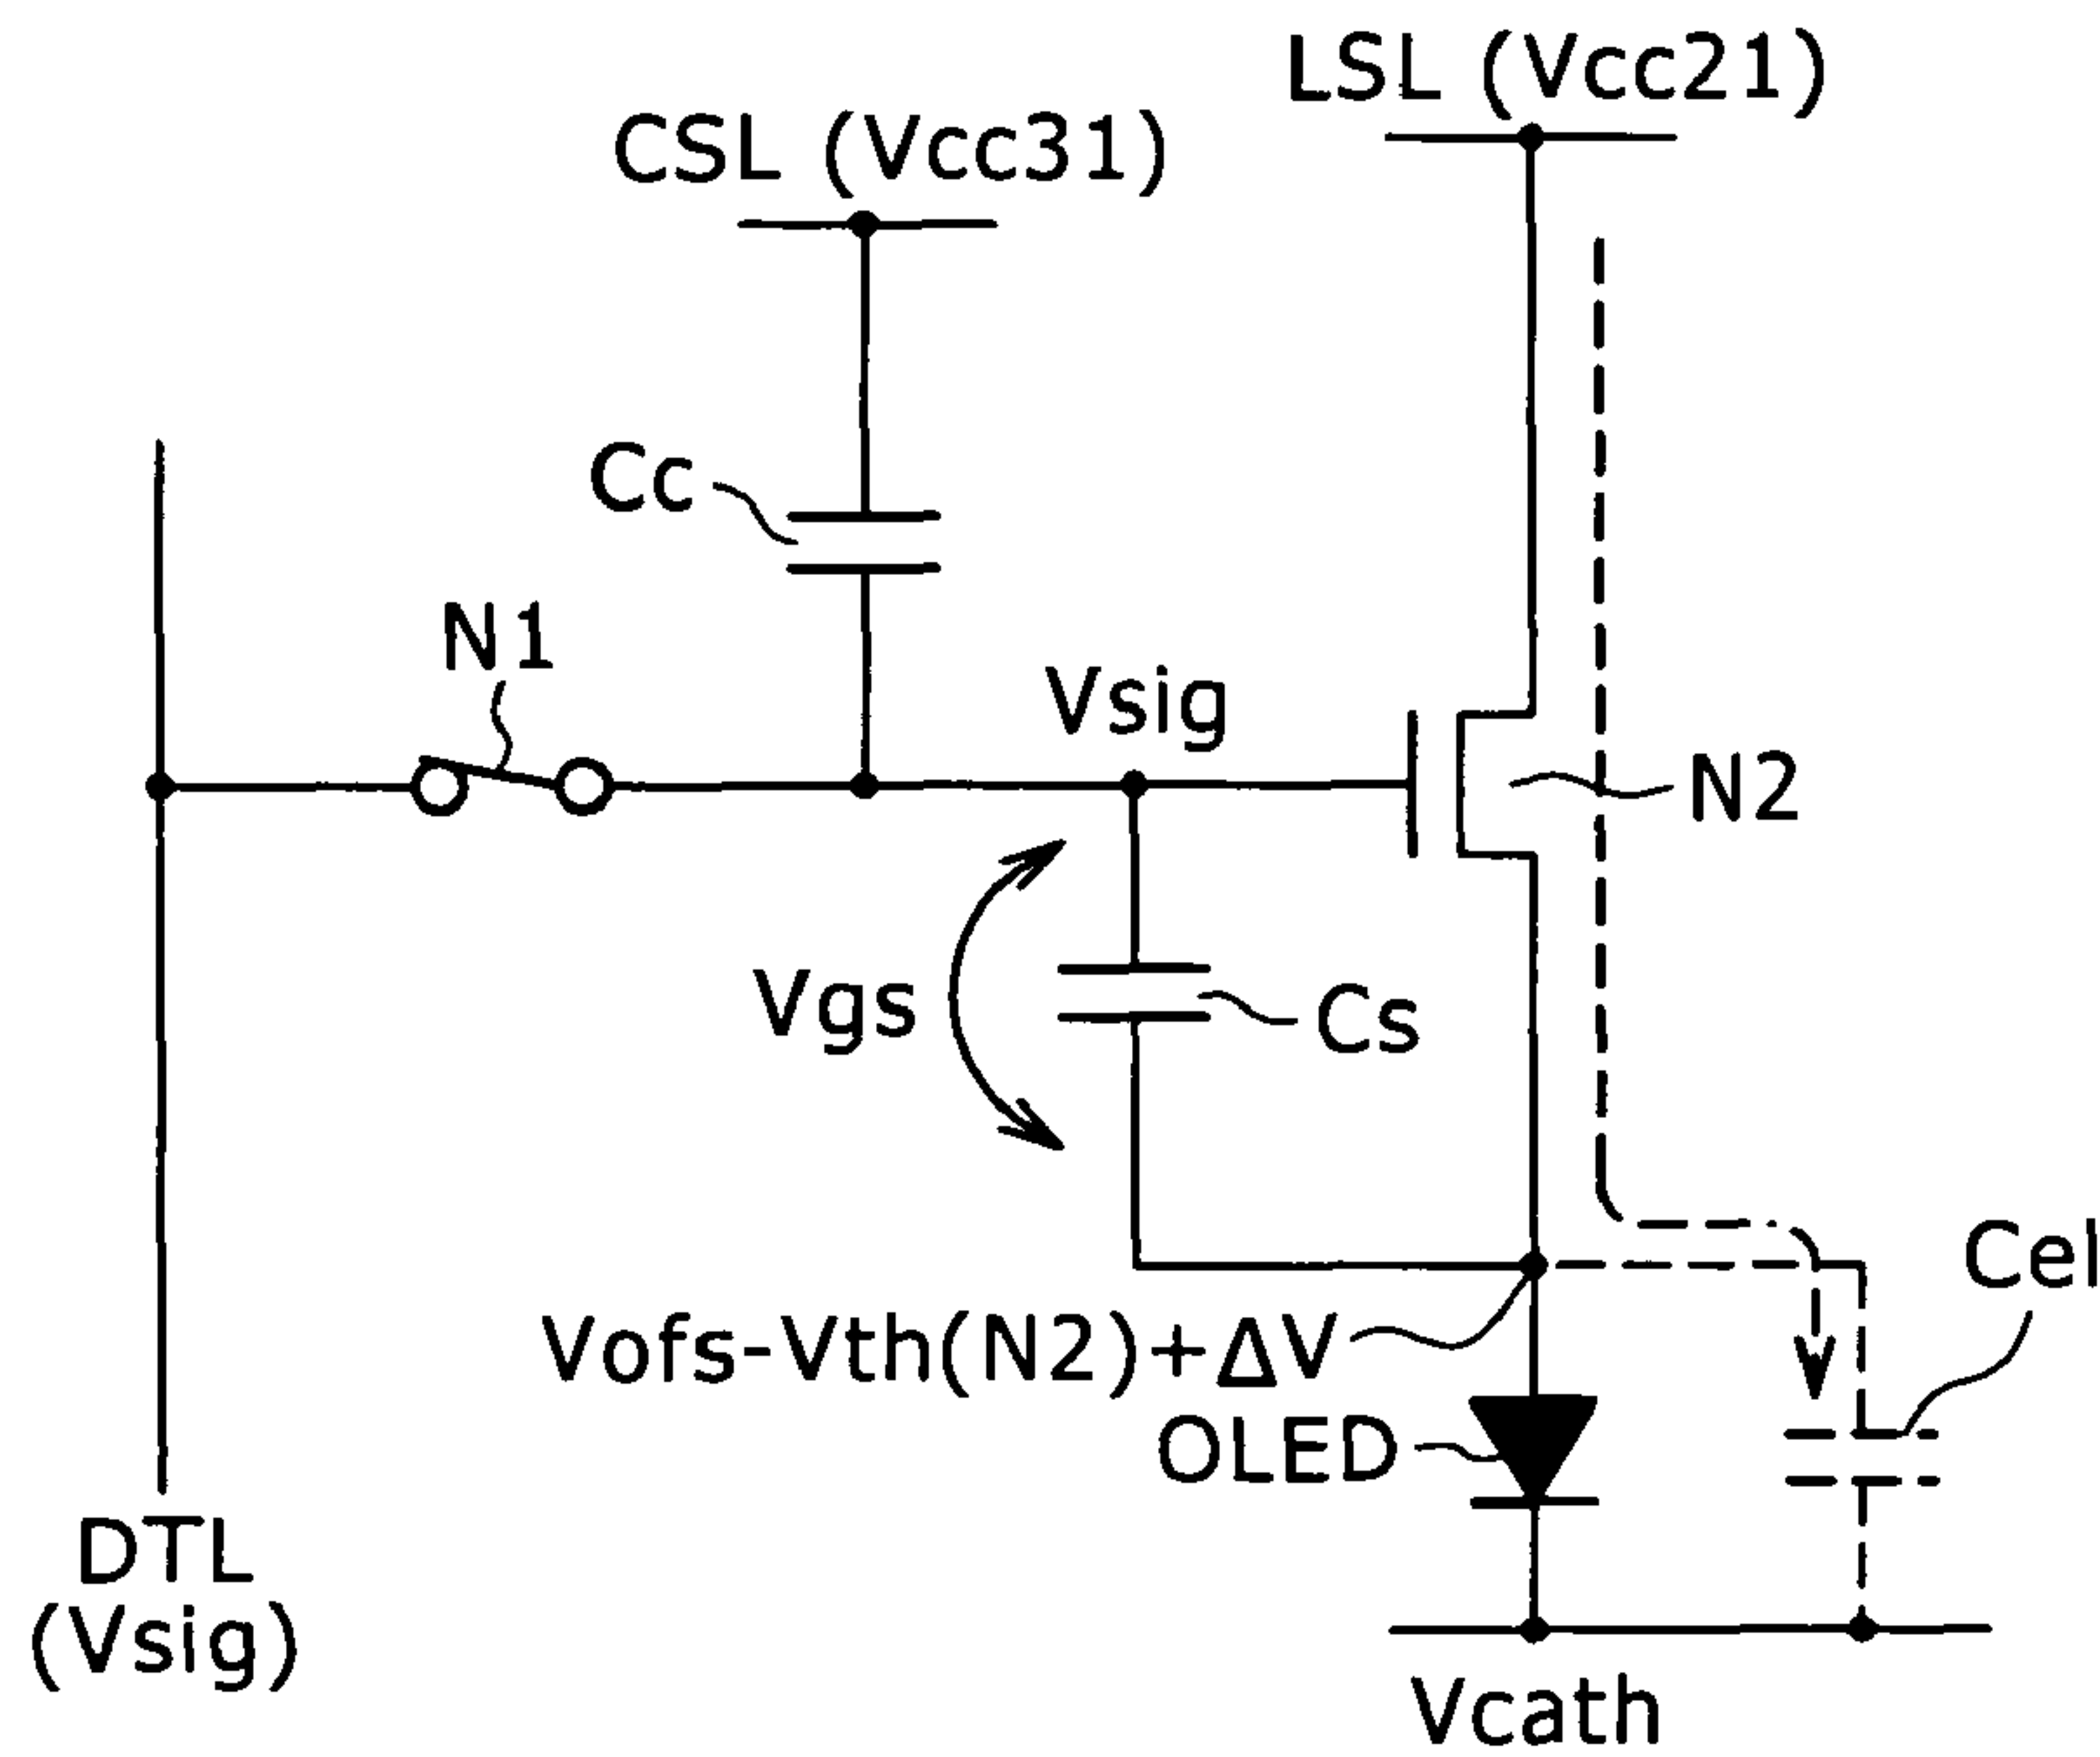 LSL (Vcc21)
CSL (Vcc31)
Cc
N1
Vsig
N2
Vgs
Cs
Cel
Vofs-Vth(N2)+ΔV
OLED
DTL
(Vsig)
Vcath